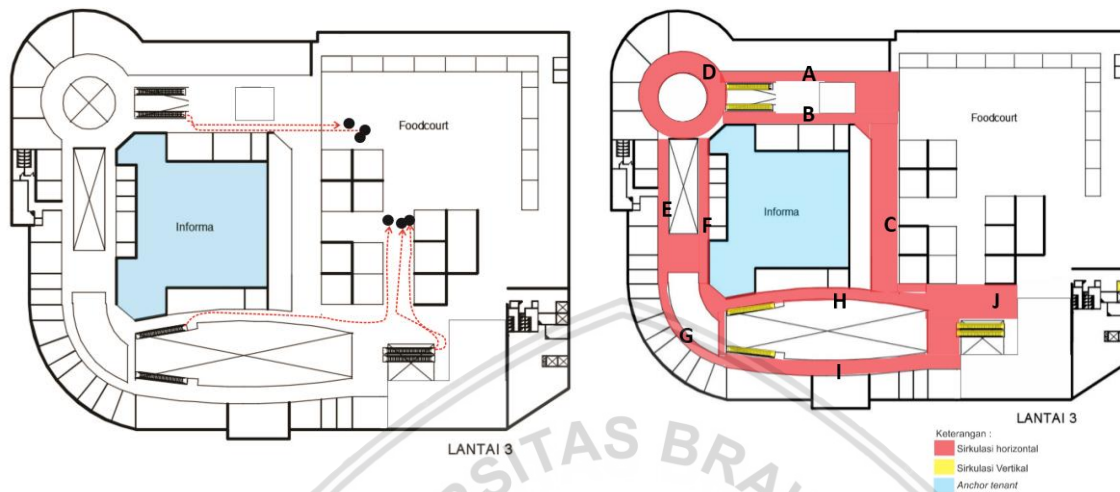 Foodcourt
Informa
LANTAI 3
D
A
B
Foodcourt
E
Informa
F
C
H
J
G
I
LANTAI 3
Keterangan :
Sirkulasi horizontal
Sirkulasi Vertikal
Anchor tenant
SITAS BRA